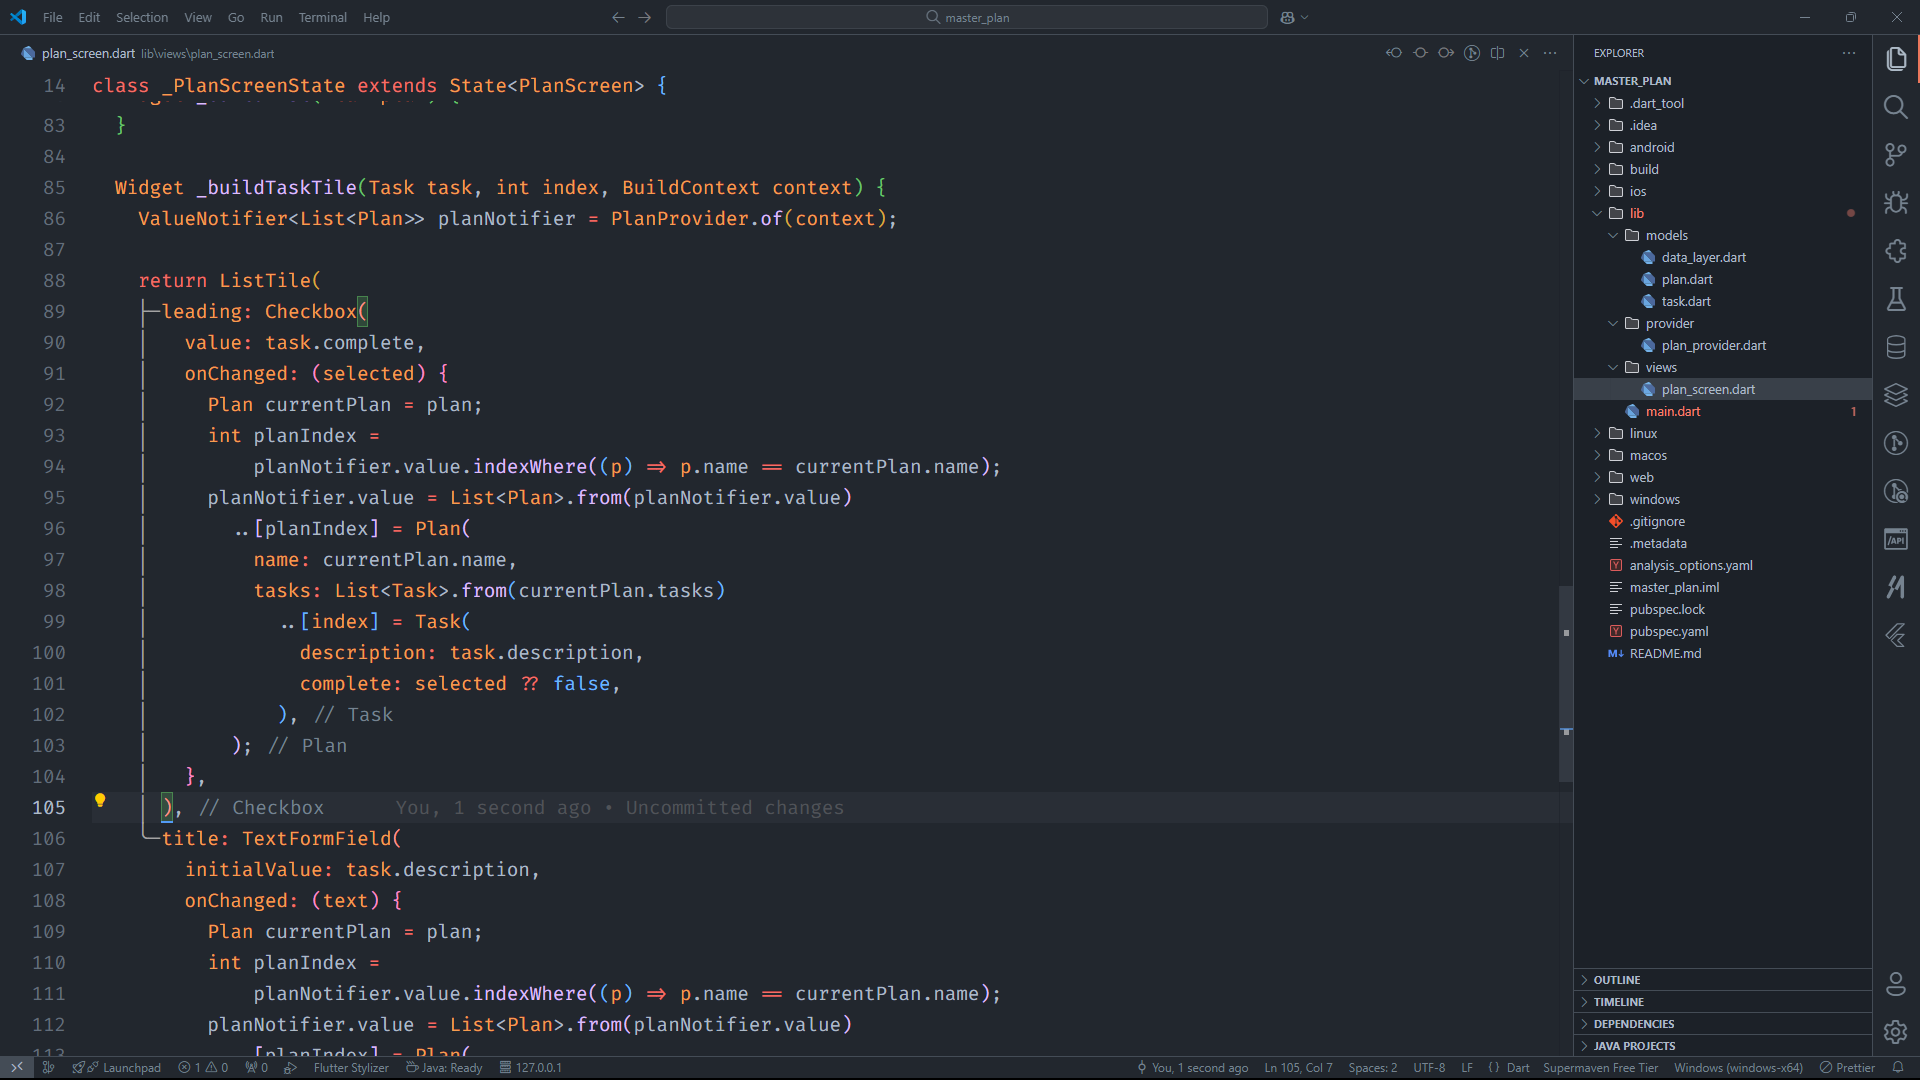 File Edit Selection View Go Run Terminal Help
master_plan
plan_screen.dart lib\views\plan_screen.dart
14 class _PlanScreenState extends State<PlanScreen> {
83 }
84
85 Widget _buildTaskTile(Task task, int index, BuildContext context) {
86 ValueNotifier<List<Plan>> planNotifier = PlanProvider.of(context);
87
88 return ListTile(
89 leading: Checkbox(
90 value: task.complete,
91 onChanged: (selected) {
92 Plan currentPlan = plan;
93 int planIndex =
94 planNotifier.value.indexWhere((p) => p.name == currentPlan.name);
95 planNotifier.value = List<Plan>.from(planNotifier.value)
96 ..[planIndex] = Plan(
97 name: currentPlan.name,
98 tasks: List<Task>.from(currentPlan.tasks)
99 ..[index] = Task(
100 description: task.description,
101 complete: selected ?? false,
102 ), // Task
103 ); // Plan
104 },
105 ), // Checkbox You, 1 second ago • Uncommitted changes
106 title: TextFormField(
107 initialValue: task.description,
108 onChanged: (text) {
109 Plan currentPlan = plan;
110 int planIndex =
111 planNotifier.value.indexWhere((p) => p.name == currentPlan.name);
112 planNotifier.value = List<Plan>.from(planNotifier.value)
113 ..[planIndex] = Plan(
EXPLORER
MASTER_PLAN
.dart_tool
.idea
android
build
ios
lib
models
data_layer.dart
plan.dart
task.dart
provider
plan_provider.dart
views
plan_screen.dart
main.dart 1
linux
macos
web
windows
.gitignore
.metadata
analysis_options.yaml
master_plan.iml
pubspec.lock
pubspec.yaml
README.md
OUTLINE
TIMELINE
DEPENDENCIES
JAVA PROJECTS
Launchpad 1 0 0 Flutter Stylizer Java: Ready 127.0.0.1 You, 1 second ago Ln 105, Col 7 Spaces: 2 UTF-8 LF {} Dart Supermaven Free Tier Windows (windows-x64) Prettier